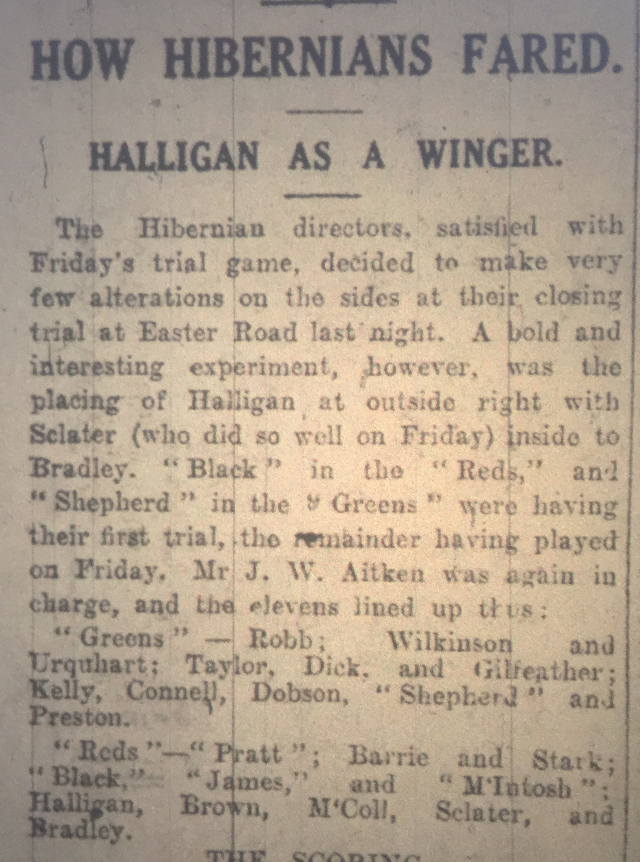 HOW HIBERNIANS FARED.
HALLIGAN AS A WINGER.
The Hibernian directors, satisfied with
Friday's trial game, decided to make very
few alterations on the sides at their closing
trial at Easter Road last night. A bold and
interesting experiment, however, was the
placing of Halligan at outside right with
Sclater (who did so well on Friday) inside to
Bradley. "Black" in the "Reds," and
"Shepherd" in the "Greens" were having
their first trial, the remainder having played
on Friday. Mr J. W. Aitken was again in
charge, and the elevens lined up thus:
"Greens" — Robb; Wilkinson and
Urquhart; Taylor, Dick, and Gilfeather;
Kelly, Connell, Dobson, "Shepherd" and
Preston.
"Reds"—"Pratt"; Barrie and Stark;
"Black," "James," and "M'Intosh";
Halligan, Brown, M'Coll, Sclater, and
Bradley.
THE SCORING